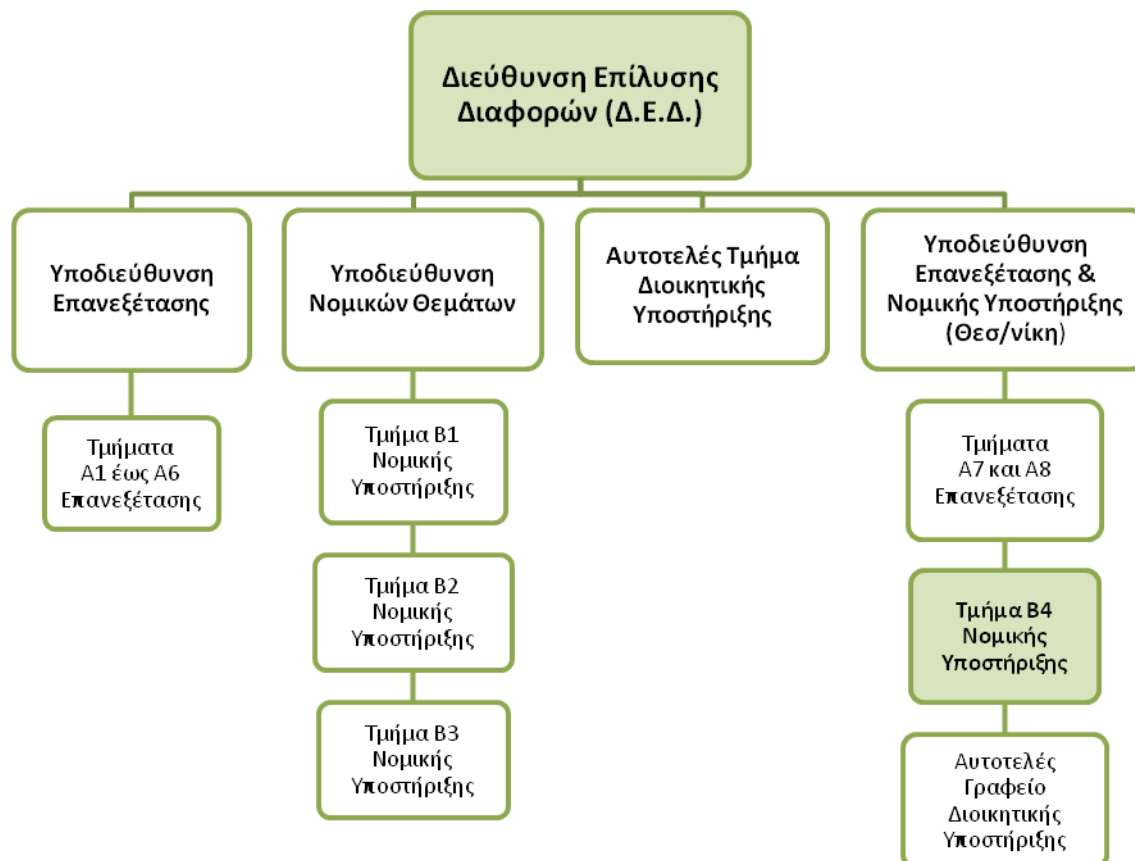 Διεύθυνση Επίλυσης
Διαφορών (Δ.Ε.Δ.)
Υποδιεύθυνση
Επανεξέτασης
Υποδιεύθυνση
Νομικών Θεμάτων
Αυτοτελές Τμήμα
Διοικητικής
Υποστήριξης
Υποδιεύθυνση
Επανεξέτασης &
Νομικής Υποστήριξης
(Θεσ/νίκη)
Τμήματα
Α1 έως Α6
Επανεξέτασης
Τμήμα Β1
Νομικής
Υποστήριξης
Τμήματα
Α7 και Α8
Επανεξέτασης
Τμήμα Β2
Νομικής
Υποστήριξης
Τμήμα Β4
Νομικής
Υποστήριξης
Τμήμα Β3
Νομικής
Υποστήριξης
Αυτοτελές
Γραφείο
Διοικητικής
Υποστήριξης